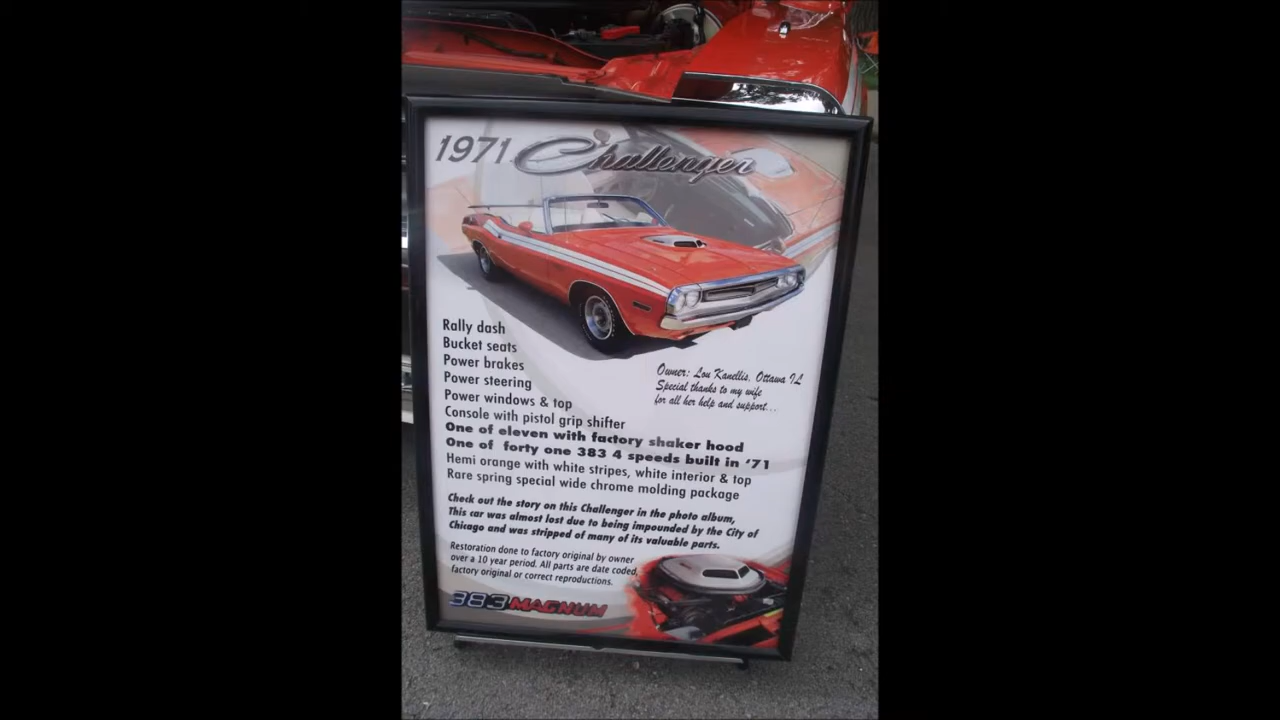 1971 Challenger
Rally dash
Bucket seats
Power brakes
Power steering
Power windows & top
Console with pistol grip shifter
One of eleven with factory shaker hood
One of forty one 383 4 speeds built in '71
Hemi orange with white stripes, white interior & top
Rare spring special wide chrome molding package
Owner: Lou Kanellis, Ottawa IL
Special thanks to my wife
for all her help and support...
Check out the story on this Challenger in the photo album,
This car was almost lost due to being impounded by the City of
Chicago and was stripped of many of its valuable parts.
Restoration done to factory original by owner
over a 10 year period. All parts are date coded,
factory original or correct reproductions.
383 MAGNUM